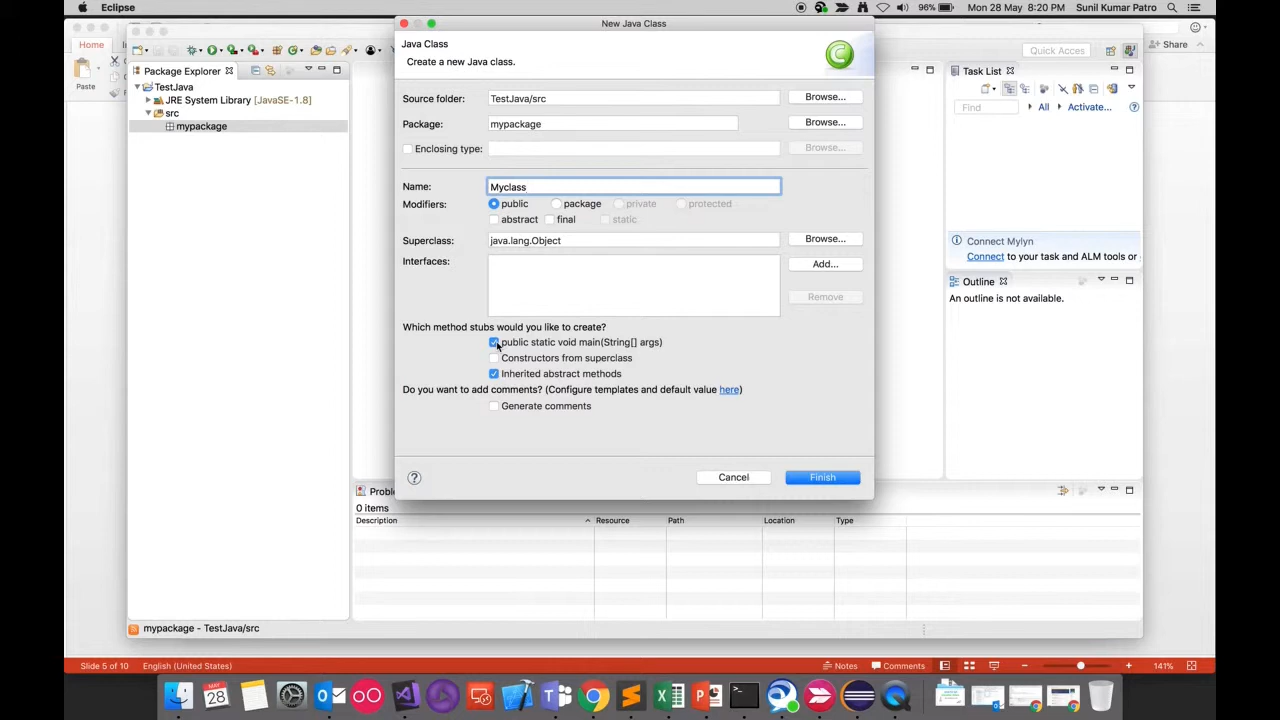 Eclipse
96%
Mon 28 May 8:20 PM
Sunil Kumar Patro
New Java Class
Home
Share
Paste
Quick Acces
Java Class
Create a new Java class.
Package Explorer
TestJava
JRE System Library [JavaSE-1.8]
src
mypackage
Source folder:
TestJava/src
Browse...
Package:
mypackage
Browse...
Enclosing type:
Browse...
Name:
Myclass
Modifiers:
public
package
private
protected
abstract
final
static
Superclass:
java.lang.Object
Browse...
Interfaces:
Add...
Remove
Which method stubs would you like to create?
public static void main(String[] args)
Constructors from superclass
Inherited abstract methods
Do you want to add comments? (Configure templates and default value here)
Generate comments
Cancel
Finish
Task List
Find
All
Activate...
Connect Mylyn
Connect to your task and ALM tools or
Outline
An outline is not available.
Proble
0 items
Description
Resource
Path
Location
Type
mypackage - TestJava/src
Slide 5 of 10
English (United States)
Notes
Comments
141%
MAY
28